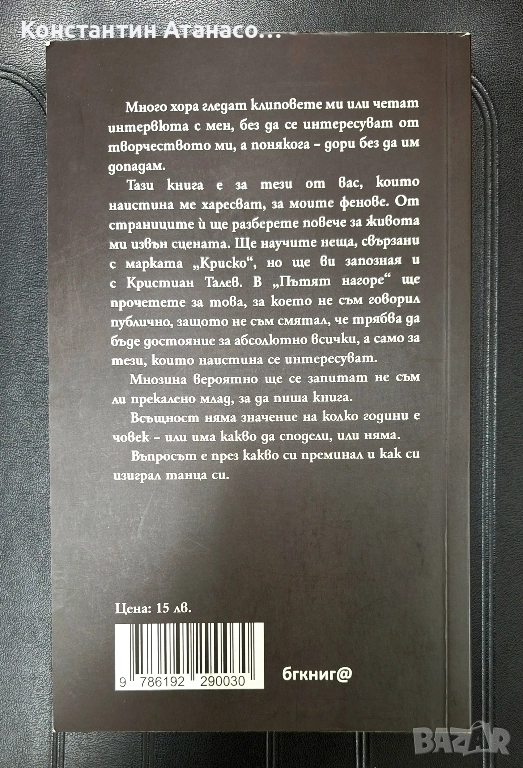 Константин Атанасо...
Много хора гледат клиповете ми или четат
интервюта с мен, без да се интересуват от
творчеството ми, а понякога – дори без да им
допадам.
Тази книга е за тези от вас, които
наистина ме харесват, за моите фенове. От
страниците ѝ ще разберете повече за живота
ми извън сцената. Ще научите неща, свързани
с марката „Криско“, но ще ви запозная и
с Кристиан Талев. В „Пътят нагоре“ ще
прочетете за това, за което не съм говорил
публично, защото не съм смятал, че трябва да
бъде достояние за абсолютно всички, а само за
тези, които наистина се интересуват.
Мнозина вероятно ще се запитат не съм
ли прекалено млад, за да пиша книга.
Всъщност няма значение на колко години е
човек – или има какво да сподели, или няма.
Въпросът е през какво си преминал и как си
изиграл танца си.
Цена: 15 лв.
9 786192 290030
бгкниг@
BAZAR